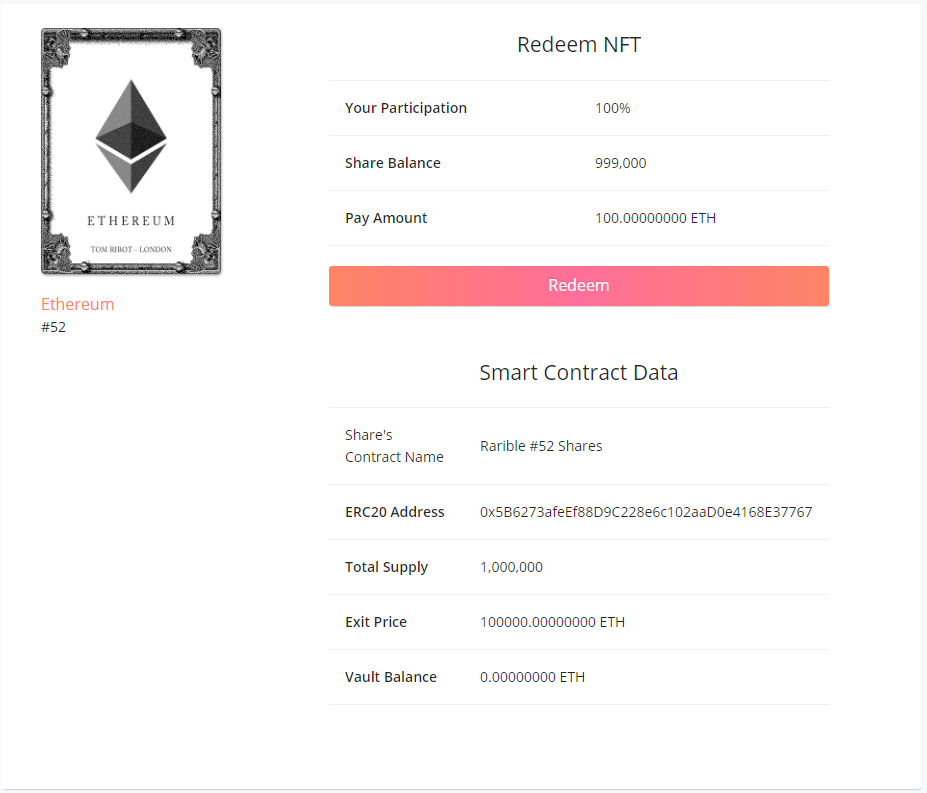 ETHEREUM
TOM RIBOT – LONDON
Ethereum
#52
Redeem NFT
Your Participation 100%
Share Balance 999,000
Pay Amount 100.00000000 ETH
Redeem
Smart Contract Data
Share's
Contract Name Rarible #52 Shares
ERC20 Address 0x5B6273afeEf88D9C228e6c102aaD0e4168E37767
Total Supply 1,000,000
Exit Price 100000.00000000 ETH
Vault Balance 0.00000000 ETH